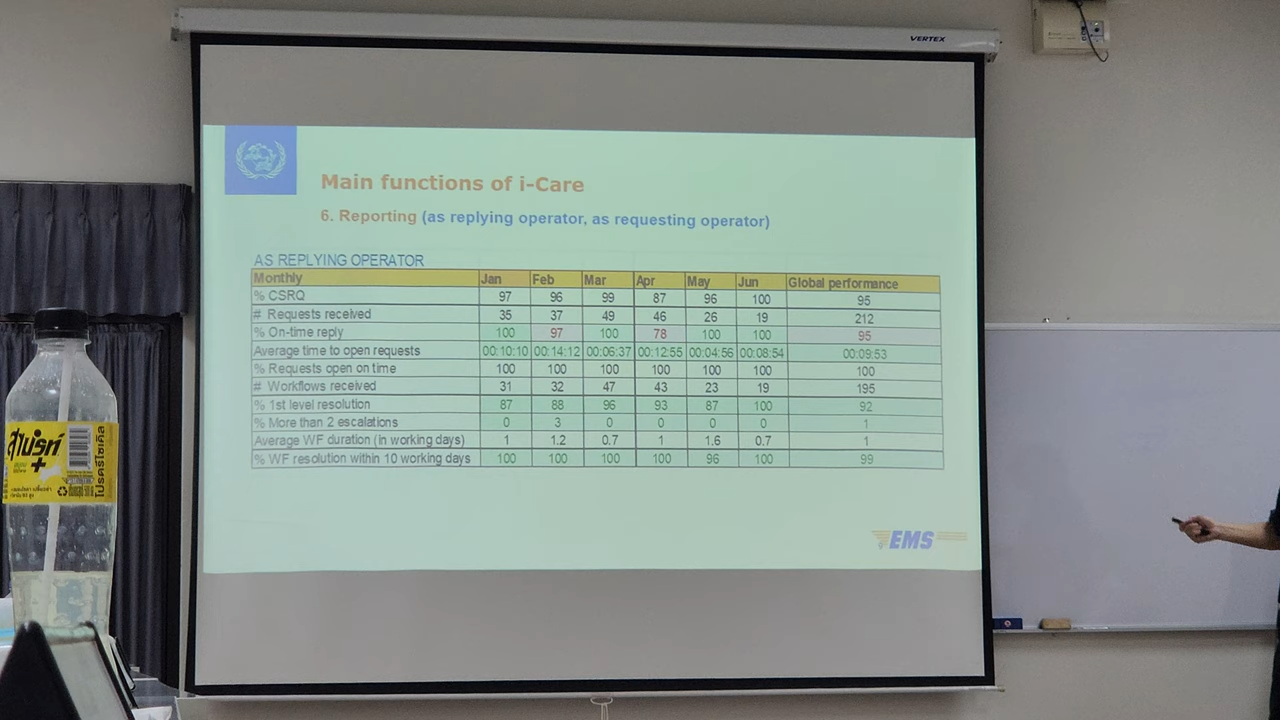 VERTEX
Main functions of i-Care
6. Reporting (as replying operator, as requesting operator)
AS REPLYING OPERATOR
Monthly Jan Feb Mar Apr May Jun Global performance
% CSRQ 97 96 99 87 96 100 95
# Requests received 35 37 49 46 26 19 212
% On-time reply 100 97 100 78 100 100 95
Average time to open requests 00:10:10 00:14:12 00:06:37 00:12:55 00:04:56 00:08:54 00:09:53
% Requests open on time 100 100 100 100 100 100 100
# Workflows received 31 32 47 43 23 19 195
% 1st level resolution 87 88 96 93 87 100 92
% More than 2 escalations 0 3 0 0 0 0 1
Average WF duration (in working days) 1 1.2 0.7 1 1.6 0.7 1
% WF resolution within 10 working days 100 100 100 100 96 100 99
EMS
สไปรท์
+